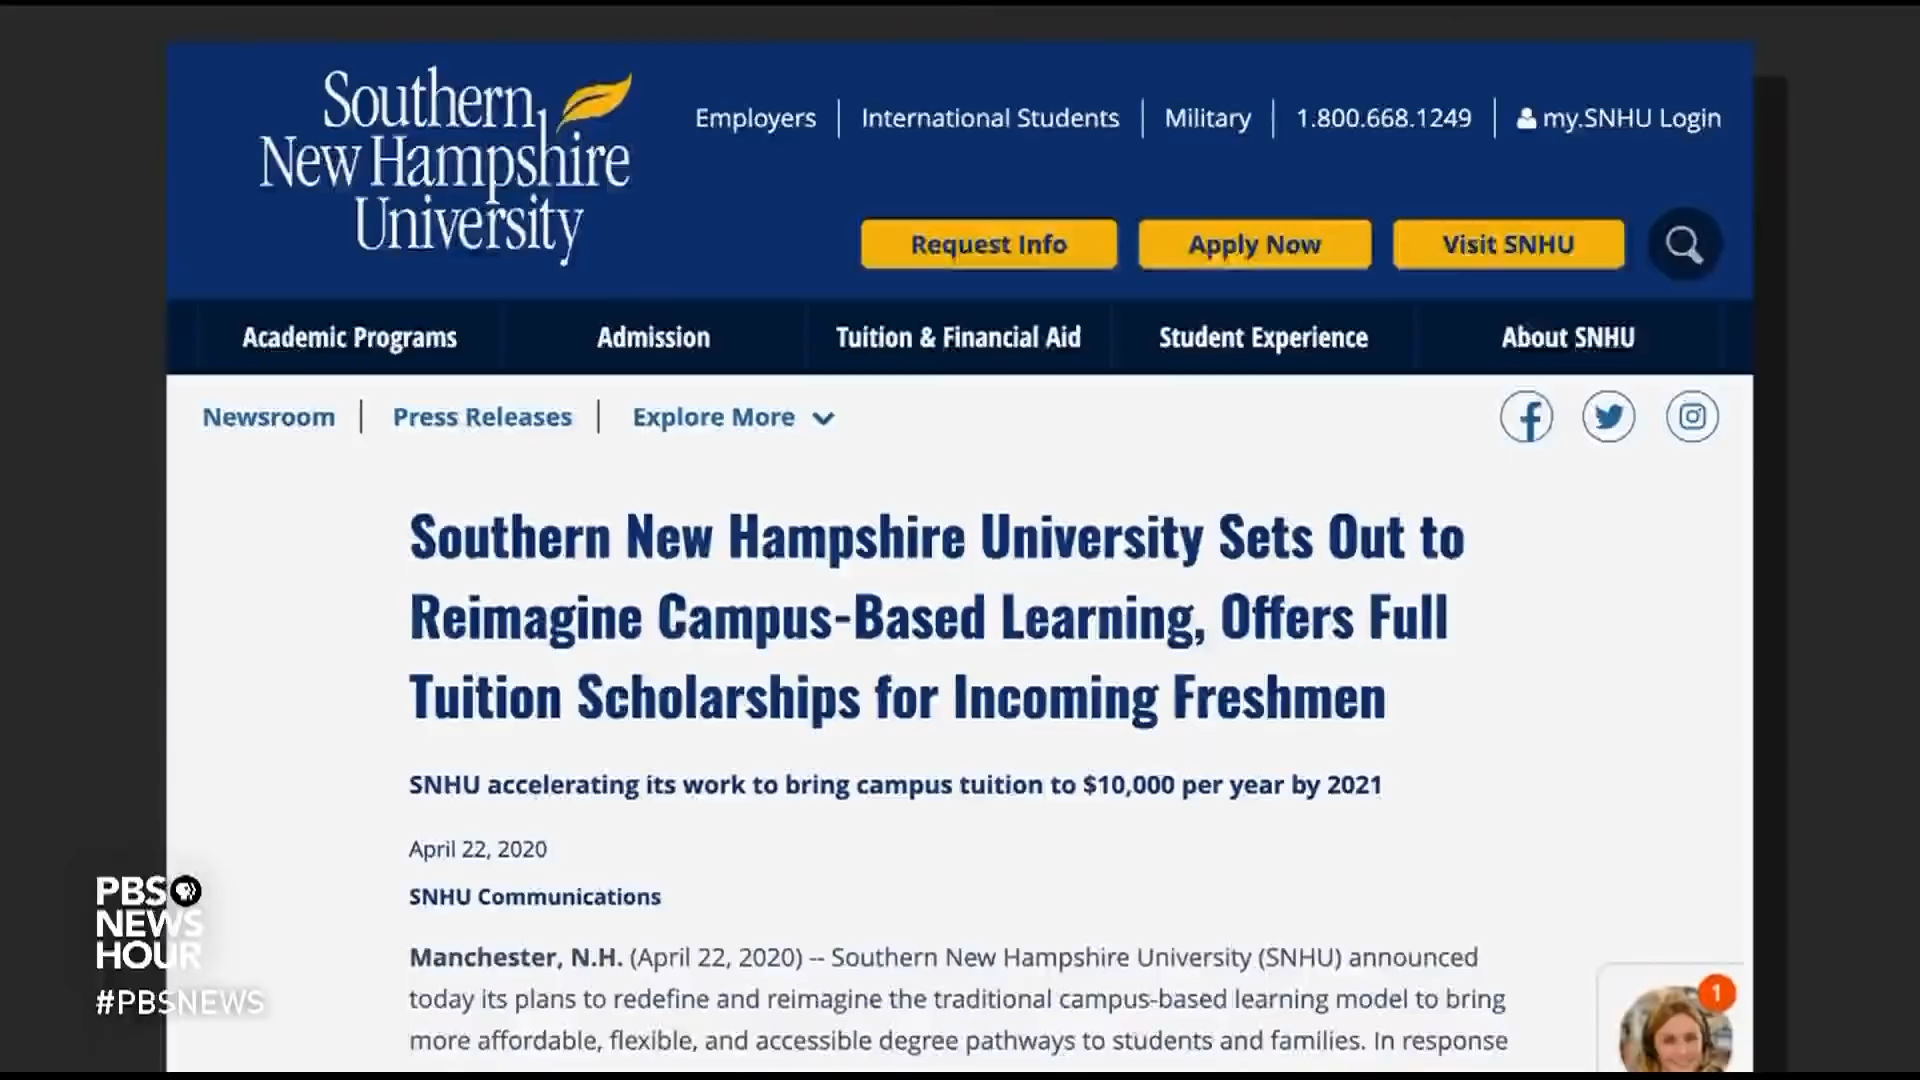 Southern
New Hampshire
University
Employers
International Students
Military
1.800.668.1249
my.SNHU Login
Request Info
Apply Now
Visit SNHU
Academic Programs
Admission
Tuition & Financial Aid
Student Experience
About SNHU
Newsroom
Press Releases
Explore More
Southern New Hampshire University Sets Out to
Reimagine Campus-Based Learning, Offers Full
Tuition Scholarships for Incoming Freshmen
SNHU accelerating its work to bring campus tuition to $10,000 per year by 2021
April 22, 2020
SNHU Communications
Manchester, N.H. (April 22, 2020) -- Southern New Hampshire University (SNHU) announced
today its plans to redefine and reimagine the traditional campus-based learning model to bring
more affordable, flexible, and accessible degree pathways to students and families. In response
1
PBS
NEWS
HOUR
#PBSNEWS